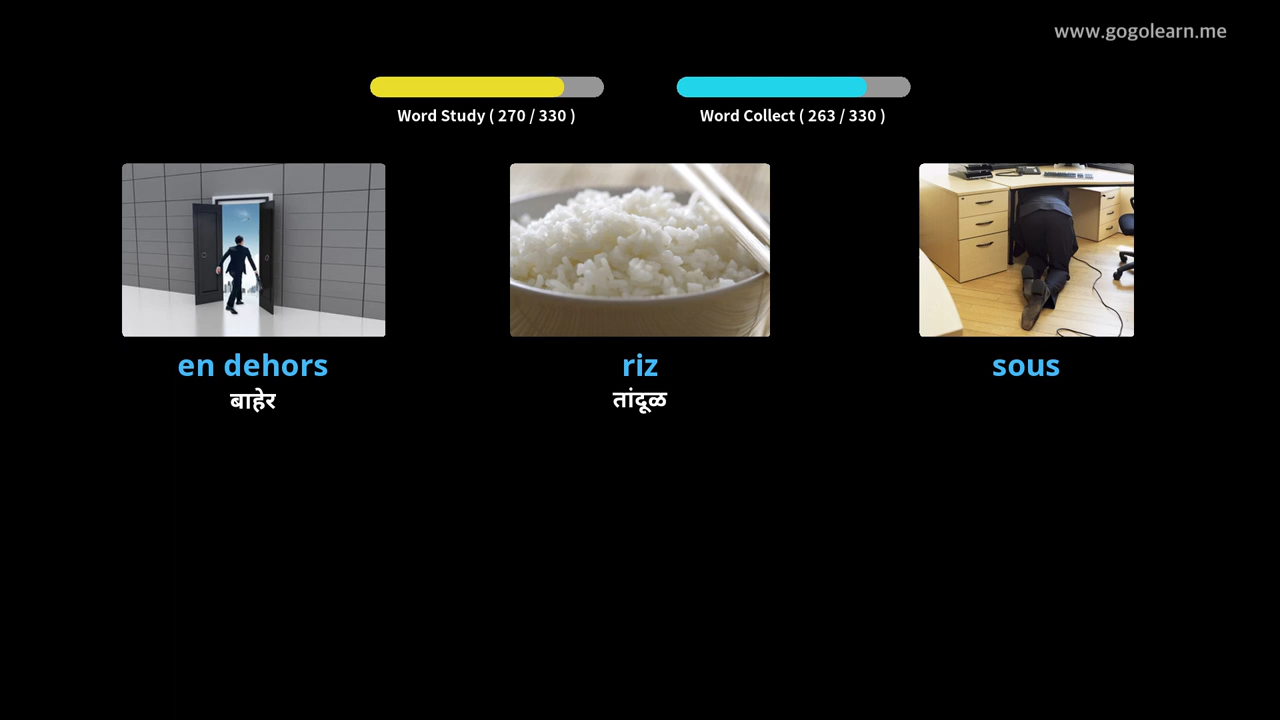 www.gogolearn.me
Word Study ( 270 / 330 )
Word Collect ( 263 / 330 )
en dehors
बाहेर
riz
तांदूळ
sous